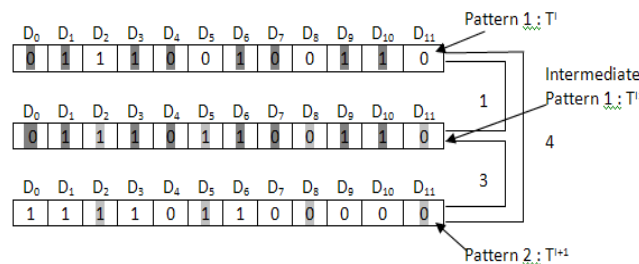 D₀ D₁ D₂ D₃ D₄ D₅ D₆ D₇ D₈ D₉ D₁₀ D₁₁ Pattern 1 : Tᴵ
0 1 1 1 0 0 1 0 0 1 1 0
Intermediate
Pattern 1 : Tᴵ
1
D₀ D₁ D₂ D₃ D₄ D₅ D₆ D₇ D₈ D₉ D₁₀ D₁₁
0 1 1 1 0 1 1 0 0 1 1 0
4
3
D₀ D₁ D₂ D₃ D₄ D₅ D₆ D₇ D₈ D₉ D₁₀ D₁₁
1 1 1 1 0 1 1 0 0 0 0 0
Pattern 2 : Tᴵ⁺¹